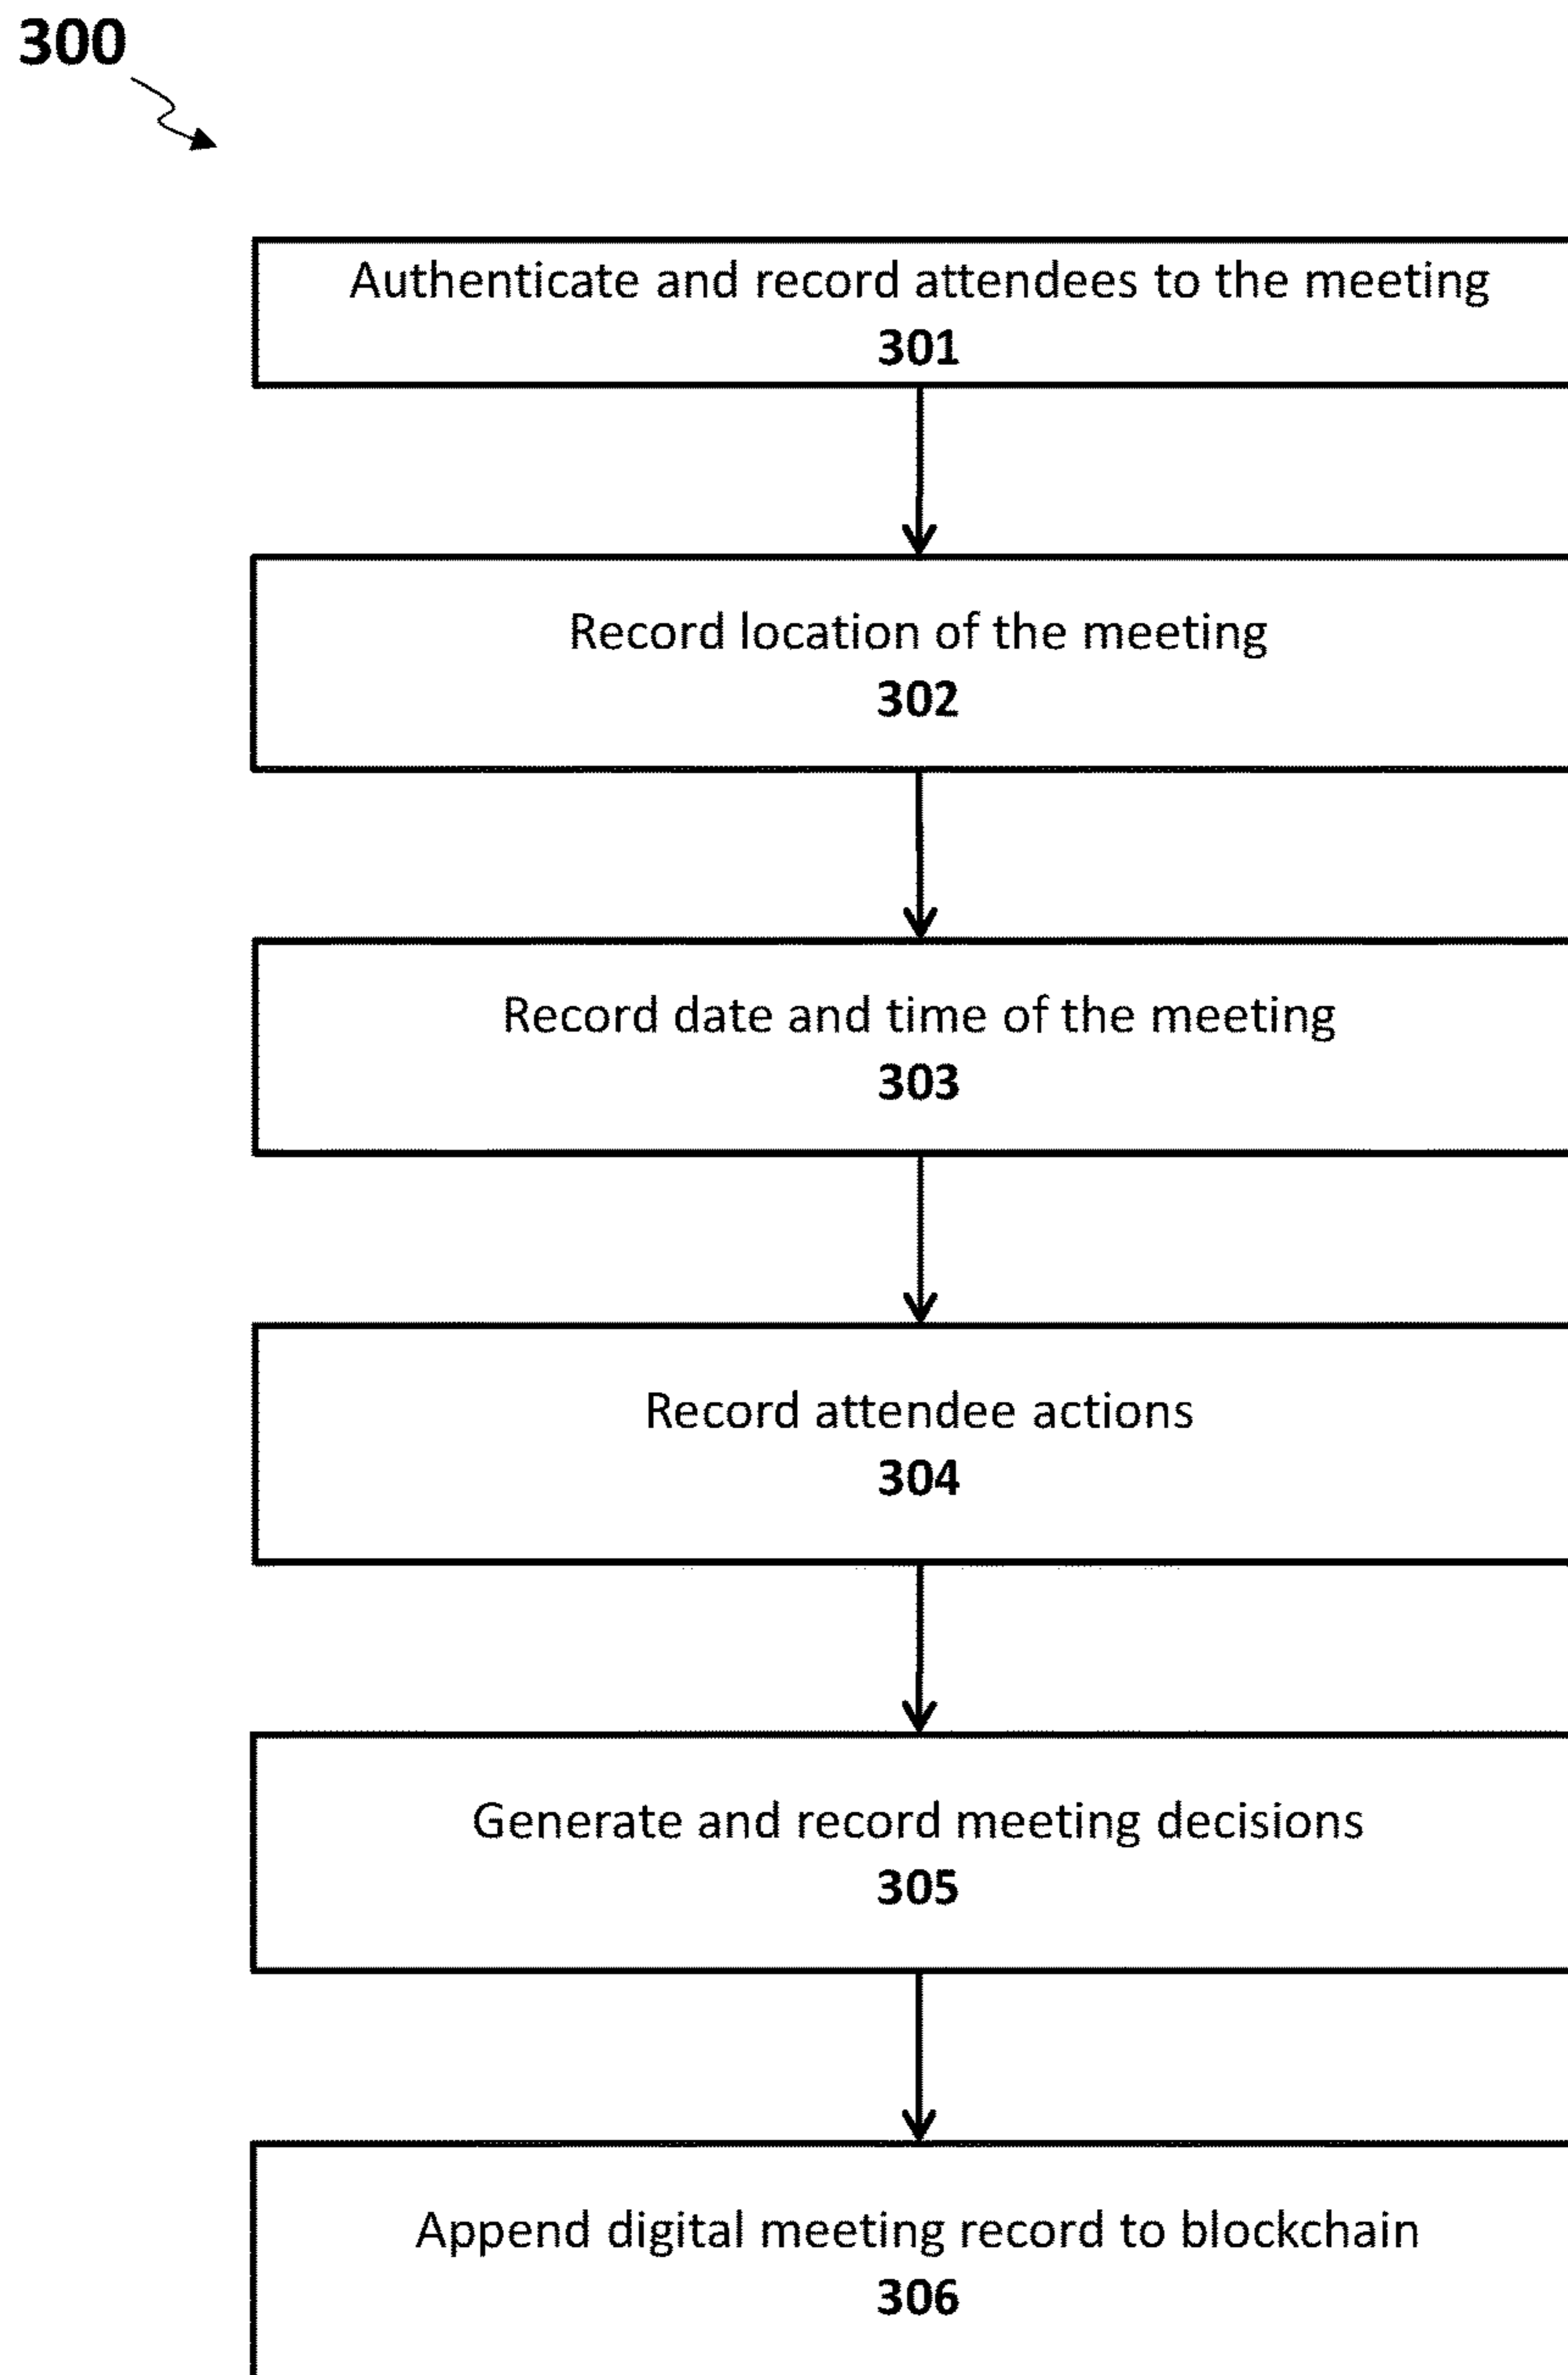 300
Authenticate and record attendees to the meeting
301
Record location of the meeting
302
Record date and time of the meeting
303
Record attendee actions
304
Generate and record meeting decisions
305
Append digital meeting record to blockchain
306